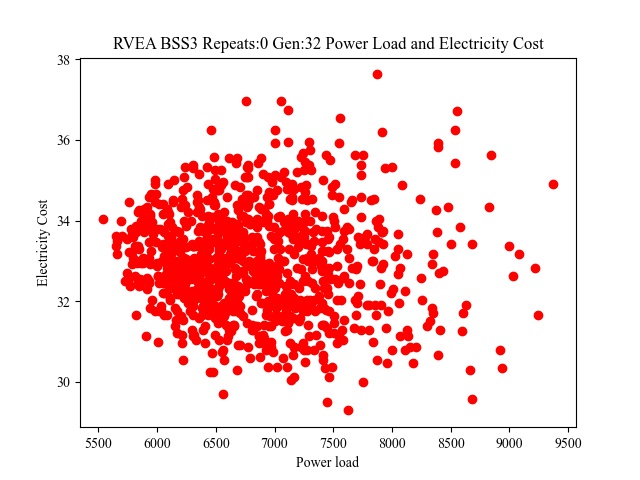 RVEA BSS3 Repeats:0 Gen:32 Power Load and Electricity Cost
38
36
34
32
30
Electricity Cost
5500 6000 6500 7000 7500 8000 8500 9000 9500
Power load